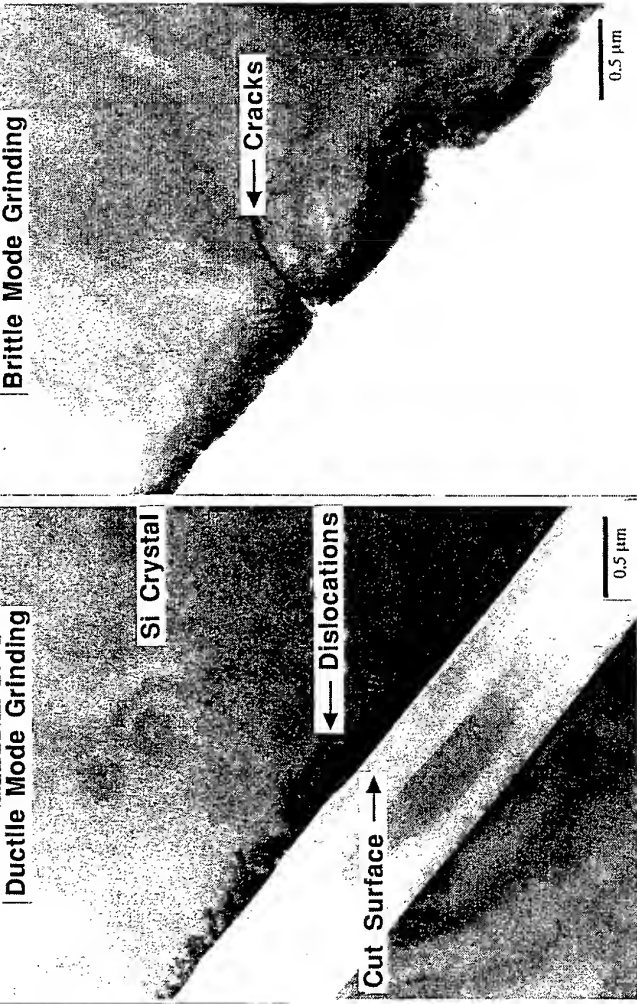 Ductile Mode Grinding
Si Crystal
← Dislocations
Cut Surface →
0.5 µm
Brittle Mode Grinding
← Cracks
0.5 µm